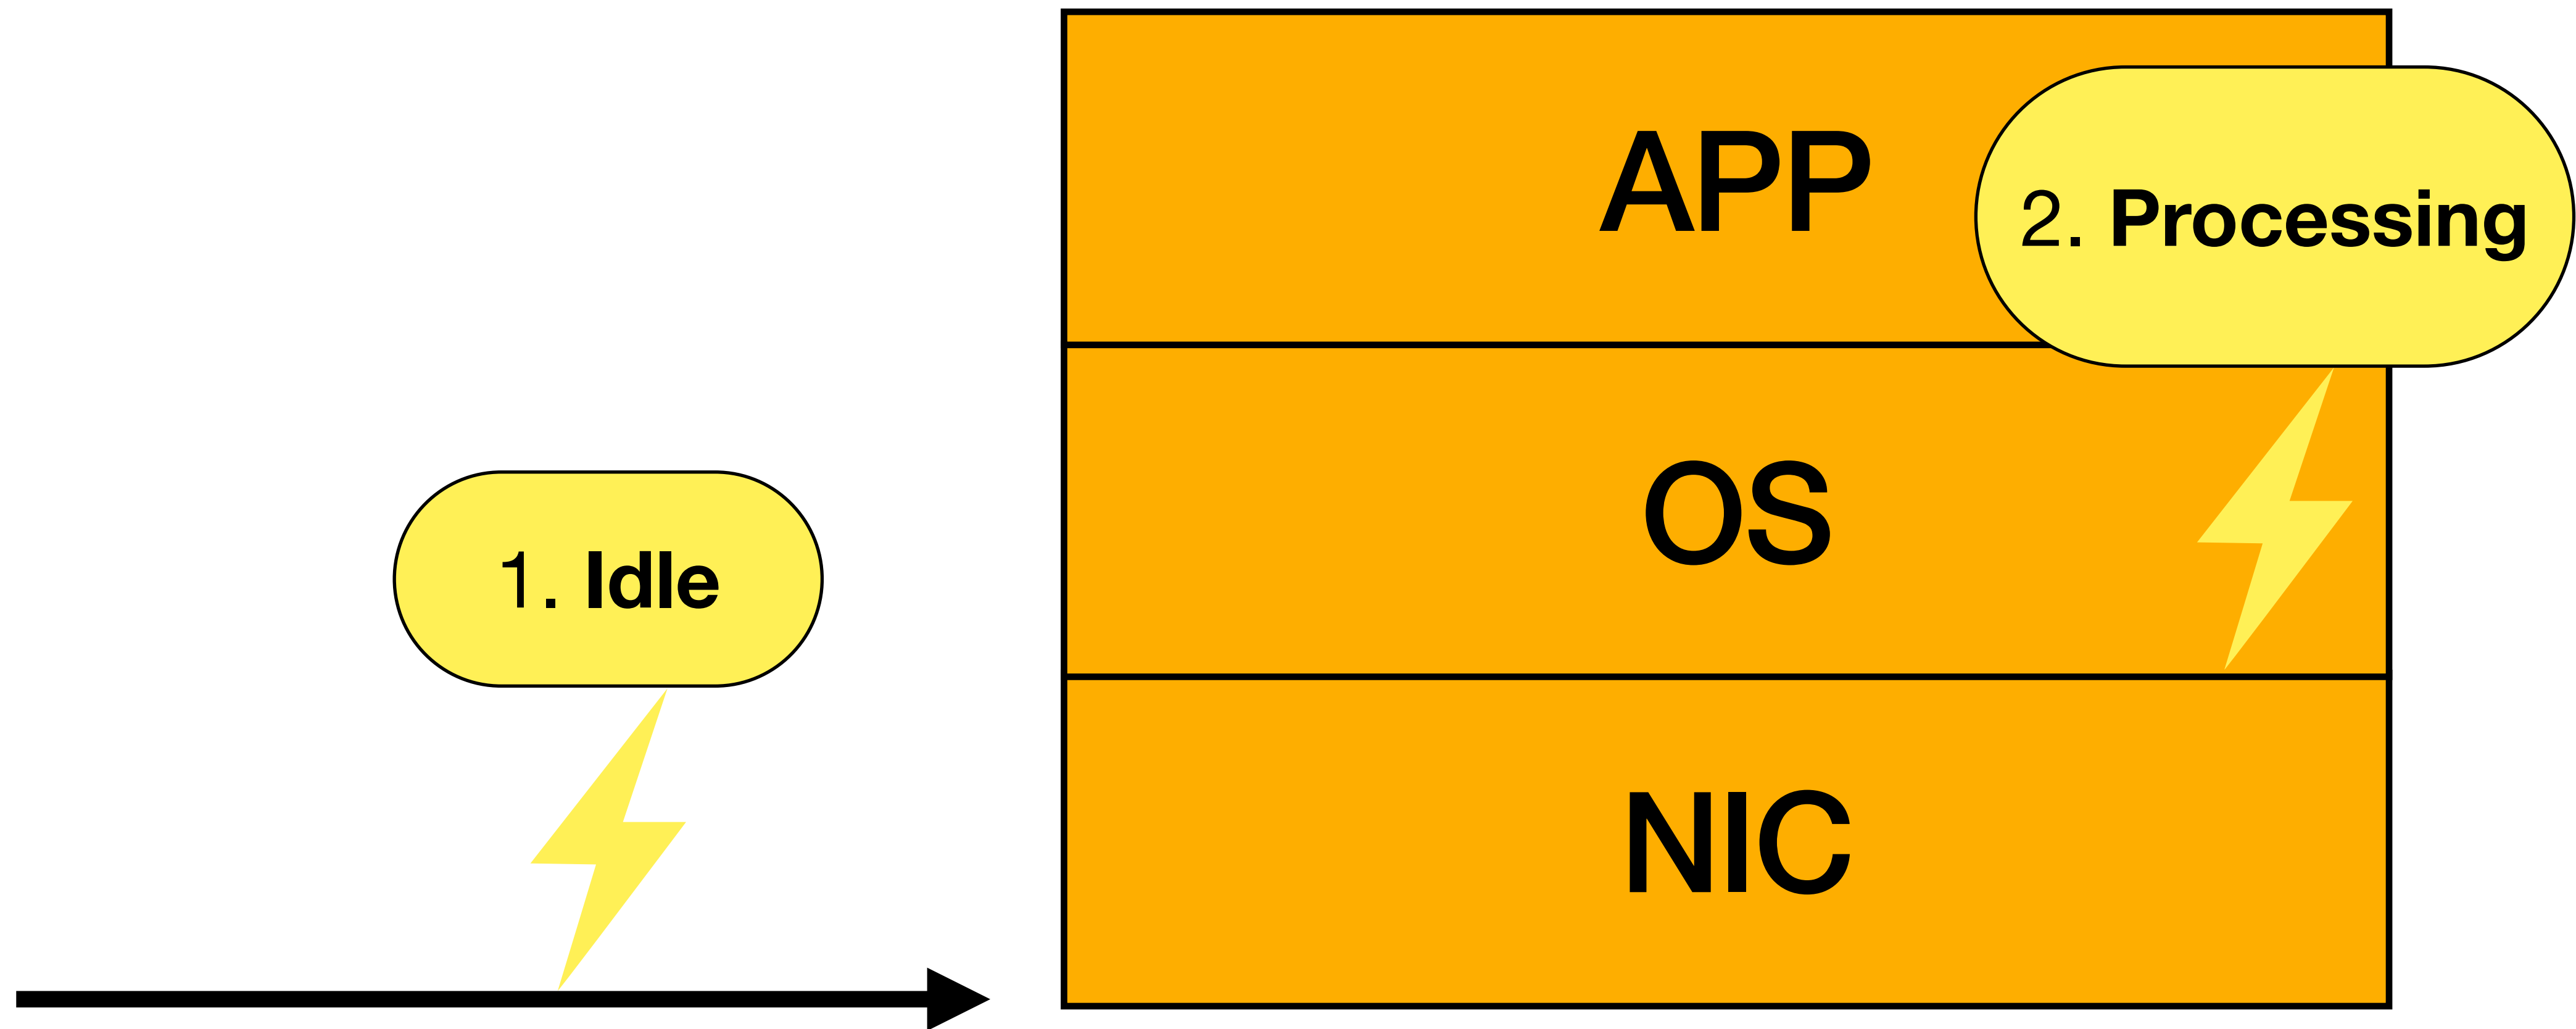 APP
2. Processing
OS
1. Idle
NIC